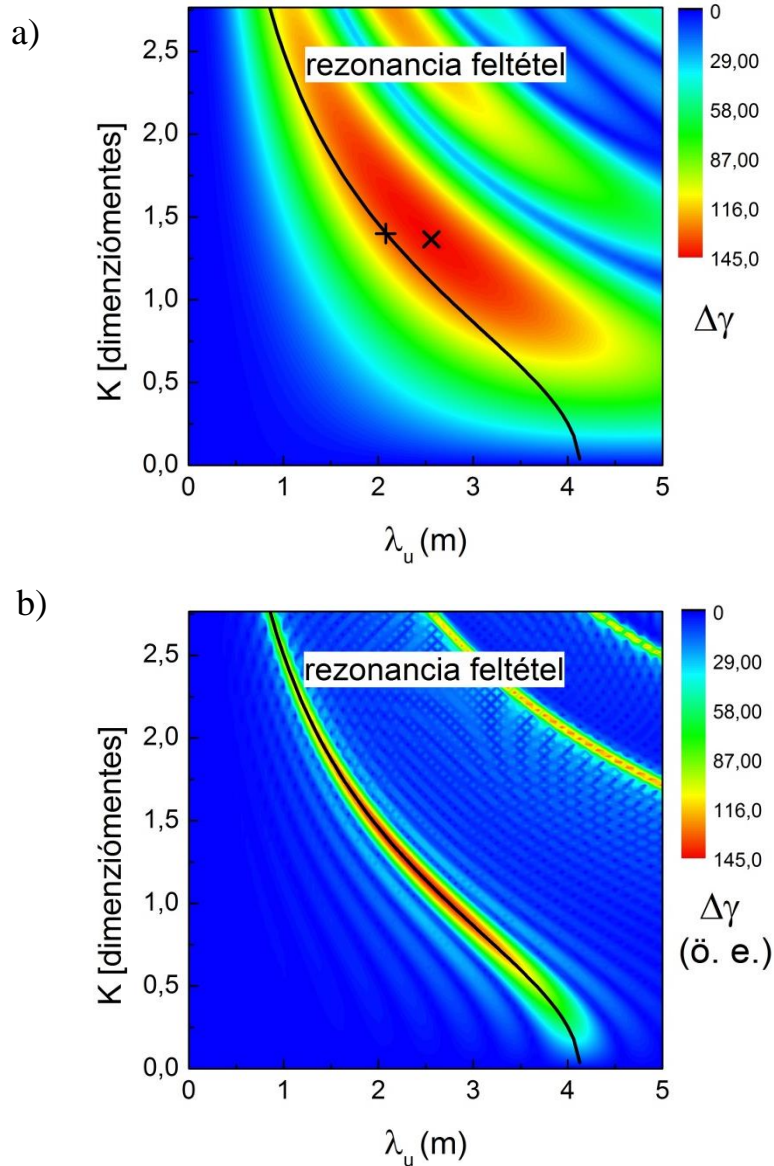 a)
2,5
2,0
1,5
1,0
0,5
0,0
K [dimenziómentes]
rezonancia feltétel
0 1 2 3 4 5
λu (m)
0
29,00
58,00
87,00
116,0
145,0
Δγ
b)
2,5
2,0
1,5
1,0
0,5
0,0
K [dimenziómentes]
rezonancia feltétel
0 1 2 3 4 5
λu (m)
0
29,00
58,00
87,00
116,0
145,0
Δγ
(ö. e.)